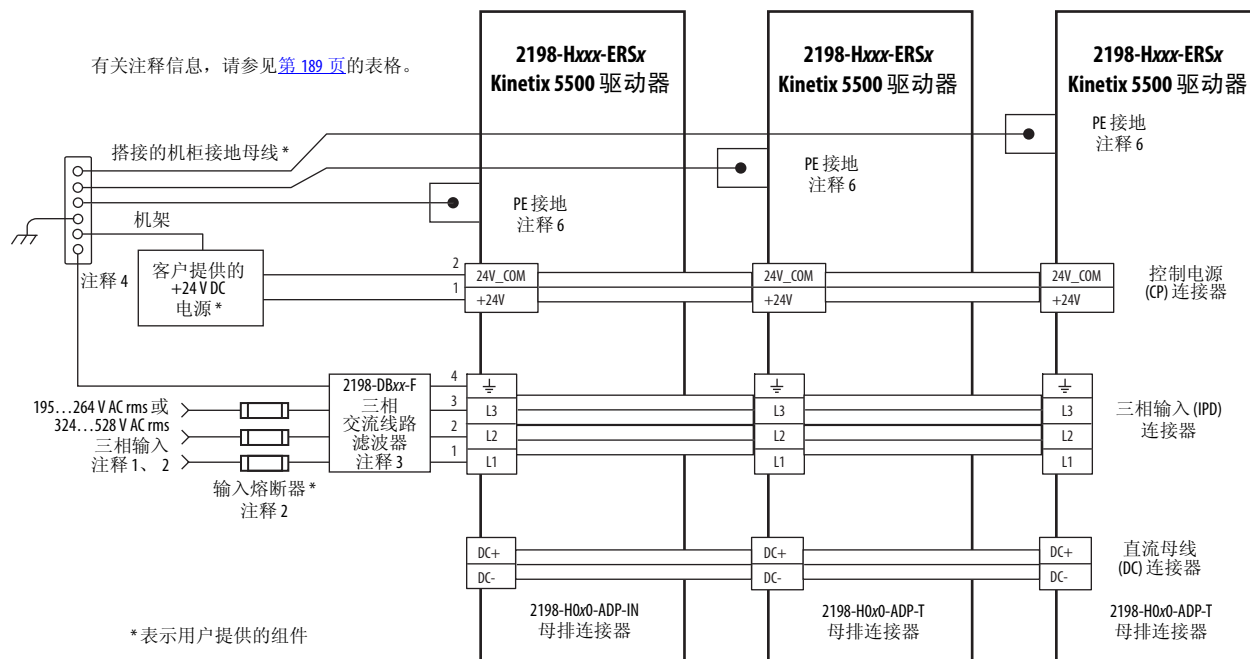 有关注释信息，请参见第 189 页的表格。
2198-Hxxx-ERSx
Kinetix 5500 驱动器
2198-Hxxx-ERSx
Kinetix 5500 驱动器
2198-Hxxx-ERSx
Kinetix 5500 驱动器
搭接的机柜接地母线 *
PE 接地
注释 6
PE 接地
注释 6
PE 接地
注释 6
机架
注释 4
客户提供的
+24 V DC
电源 *
2
1
24V_COM
+24V
24V_COM
+24V
24V_COM
+24V
控制电源
(CP) 连接器
195…264 V AC rms 或
324…528 V AC rms
三相输入
注释 1、 2
输入熔断器 *
注释 2
2198-DBxx-F
三相
交流线路
滤波器
注释 3
4
3
2
1
L3
L2
L1
L3
L2
L1
L3
L2
L1
三相输入 (IPD)
连接器
DC+
DC-
DC+
DC-
DC+
DC-
直流母线
(DC) 连接器
2198-H0x0-ADP-IN
母排连接器
2198-H0x0-ADP-T
母排连接器
2198-H0x0-ADP-T
母排连接器
*表示用户提供的组件